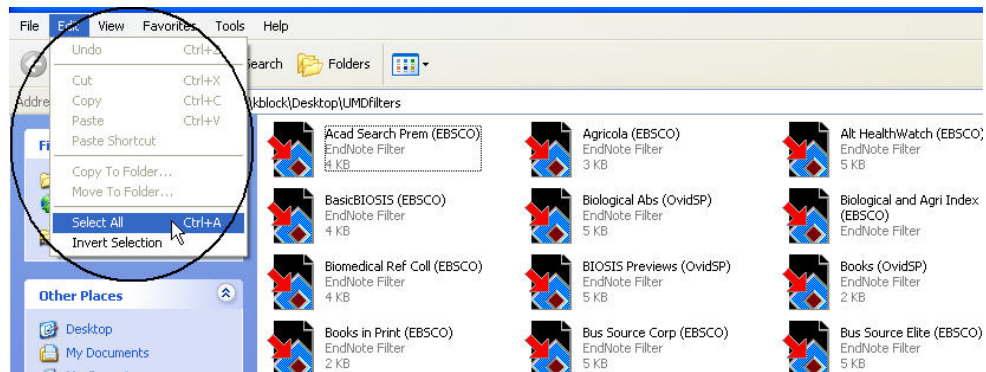 File Edit View Favorites Tools Help
Undo Ctrl+Z
Cut Ctrl+X
Copy Ctrl+C
Paste Ctrl+V
Paste Shortcut
Copy To Folder...
Move To Folder...
Select All Ctrl+A
Invert Selection
Search Folders
\kblock\Desktop\UMDfilters
Other Places
Desktop
My Documents
Acad Search Prem (EBSCO)
EndNote Filter
4 KB
Agricola (EBSCO)
EndNote Filter
3 KB
Alt HealthWatch (EBSCO)
EndNote Filter
5 KB
BasicBIOSIS (EBSCO)
EndNote Filter
4 KB
Biological Abs (OvidSP)
EndNote Filter
5 KB
Biological and Agri Index
(EBSCO)
EndNote Filter
Biomedical Ref Coll (EBSCO)
EndNote Filter
4 KB
BIOSIS Previews (OvidSP)
EndNote Filter
5 KB
Books (OvidSP)
EndNote Filter
2 KB
Books in Print (EBSCO)
EndNote Filter
2 KB
Bus Source Corp (EBSCO)
EndNote Filter
5 KB
Bus Source Elite (EBSCO)
EndNote Filter
5 KB